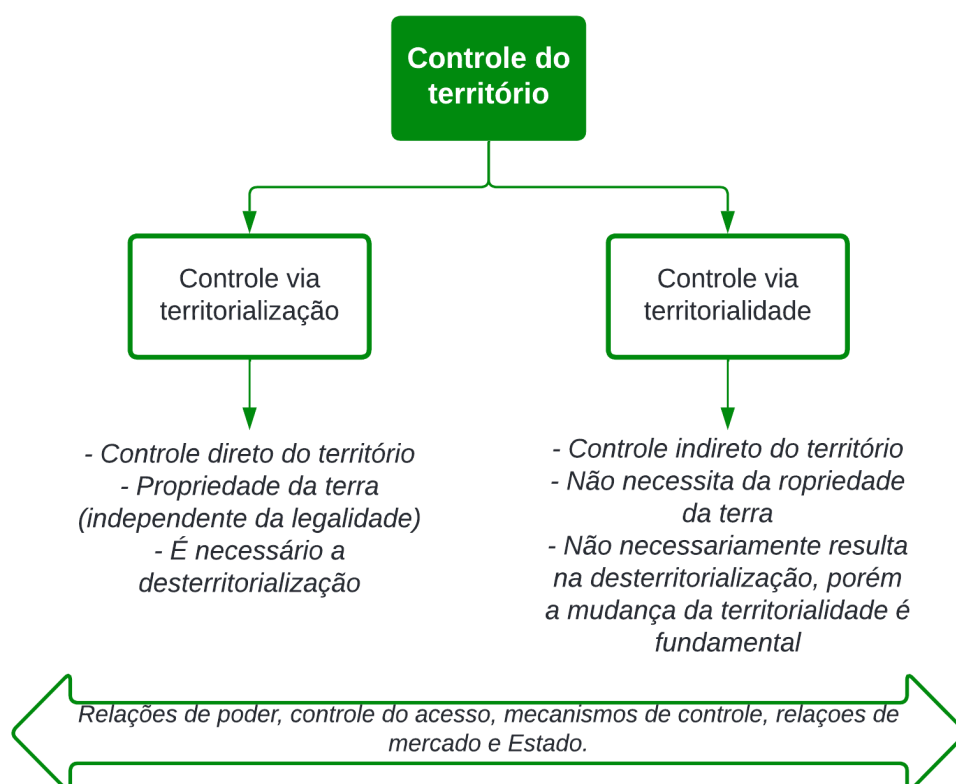 Controle do
território
Controle via
territorialização
Controle via
territorialidade
- Controle direto do território
- Propriedade da terra
(independente da legalidade)
- É necessário a
desterritorialização
- Controle indireto do território
- Não necessita da ropriedade
da terra
- Não necessariamente resulta
na desterritorialização, porém
a mudança da territorialidade é
fundamental
Relações de poder, controle do acesso, mecanismos de controle, relaçoes de
mercado e Estado.